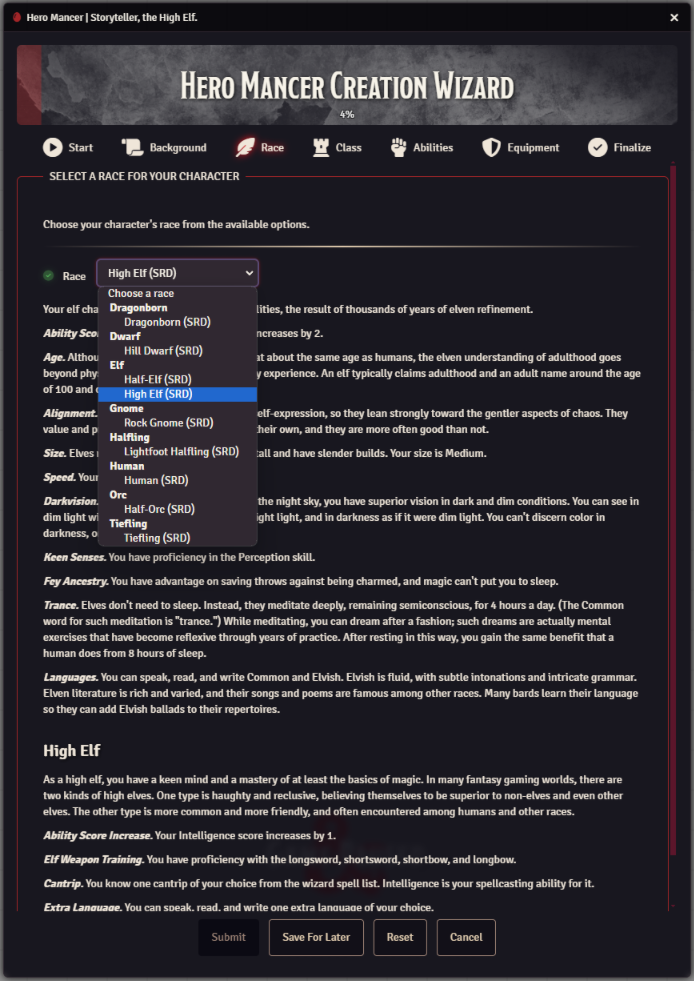 Hero Mancer | Storyteller, the High Elf.
HERO MANCER CREATION WIZARD
4%
Start
Background
Race
Class
Abilities
Equipment
Finalize
SELECT A RACE FOR YOUR CHARACTER
Choose your character's race from the available options.
Race
High Elf (SRD)
Choose a race
Dragonborn
Dragonborn (SRD)
Dwarf
Hill Dwarf (SRD)
Elf
Half-Elf (SRD)
High Elf (SRD)
Gnome
Rock Gnome (SRD)
Halfling
Lightfoot Halfling (SRD)
Human
Human (SRD)
Orc
Half-Orc (SRD)
Tiefling
Tiefling (SRD)
Your elf cha lities, the result of thousands of years of elven refinement.
Ability Sco ncreases by 2.
Age. Althou at about the same age as humans, the elven understanding of adulthood goes
beyond phy y experience. An elf typically claims adulthood and an adult name around the age
of 100 and
Alignment. elf-expression, so they lean strongly toward the gentler aspects of chaos. They
value and p their own, and they are more often good than not.
Size. Elves tall and have slender builds. Your size is Medium.
Speed. Your
Darkvision. the night sky, you have superior vision in dark and dim conditions. You can see in
dim light wi ight light, and in darkness as if it were dim light. You can't discern color in
darkness, o
Keen Senses. You have proficiency in the Perception skill.
Fey Ancestry. You have advantage on saving throws against being charmed, and magic can't put you to sleep.
Trance. Elves don't need to sleep. Instead, they meditate deeply, remaining semiconscious, for 4 hours a day. (The Common
word for such meditation is "trance.") While meditating, you can dream after a fashion; such dreams are actually mental
exercises that have become reflexive through years of practice. After resting in this way, you gain the same benefit that a
human does from 8 hours of sleep.
Languages. You can speak, read, and write Common and Elvish. Elvish is fluid, with subtle intonations and intricate grammar.
Elven literature is rich and varied, and their songs and poems are famous among other races. Many bards learn their language
so they can add Elvish ballads to their repertoires.
High Elf
As a high elf, you have a keen mind and a mastery of at least the basics of magic. In many fantasy gaming worlds, there are
two kinds of high elves. One type is haughty and reclusive, believing themselves to be superior to non-elves and even other
elves. The other type is more common and more friendly, and often encountered among humans and other races.
Ability Score Increase. Your Intelligence score increases by 1.
Elf Weapon Training. You have proficiency with the longsword, shortsword, shortbow, and longbow.
Cantrip. You know one cantrip of your choice from the wizard spell list. Intelligence is your spellcasting ability for it.
Extra Language. You can speak, read, and write one extra language of your choice.
Submit
Save For Later
Reset
Cancel